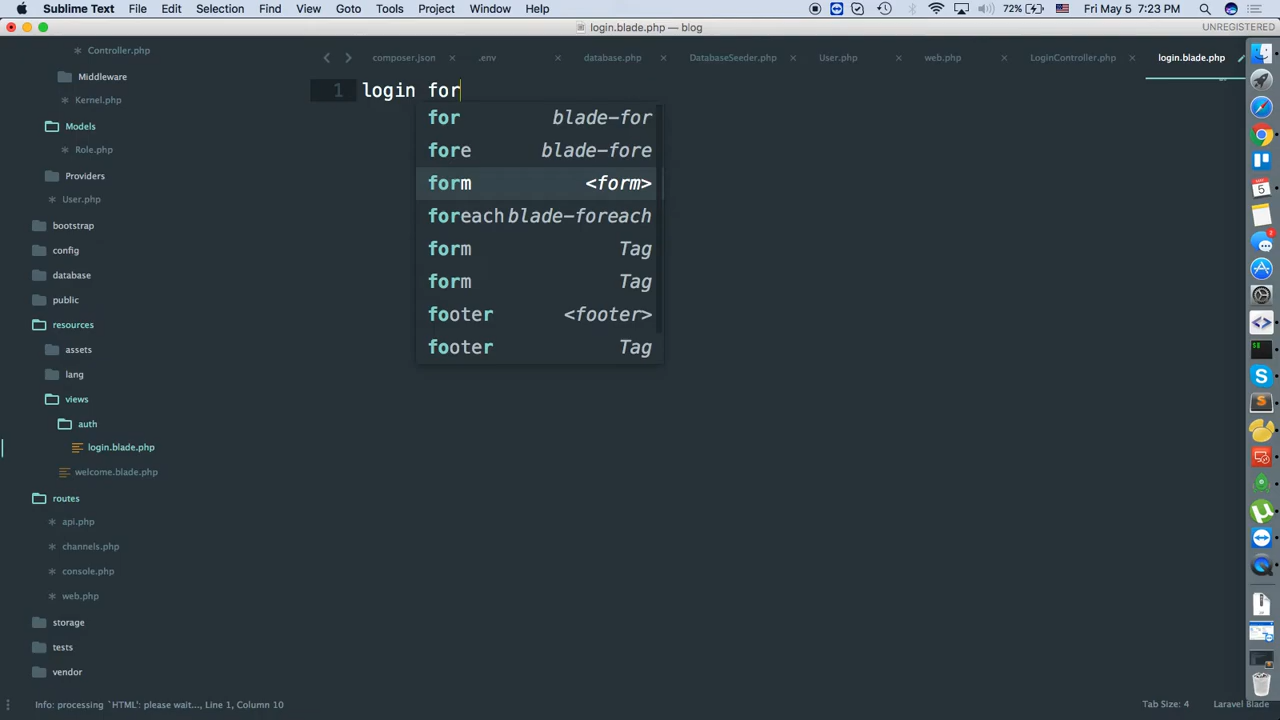 Sublime Text File Edit Selection Find View Goto Tools Project Window Help 72% Fri May 5 7:23 PM
login.blade.php — blog UNREGISTERED
Controller.php
Middleware
Kernel.php
Models
Role.php
Providers
User.php
bootstrap
config
database
public
resources
assets
lang
views
auth
login.blade.php
welcome.blade.php
routes
api.php
channels.php
console.php
web.php
storage
tests
vendor
composer.json .env database.php DatabaseSeeder.php User.php web.php LoginController.php login.blade.php
1 login for
for blade-for
fore blade-fore
form <form>
foreach blade-foreach
form Tag
form Tag
footer <footer>
footer Tag
Info: processing `HTML': please wait..., Line 1, Column 10 Tab Size: 4 Laravel Blade